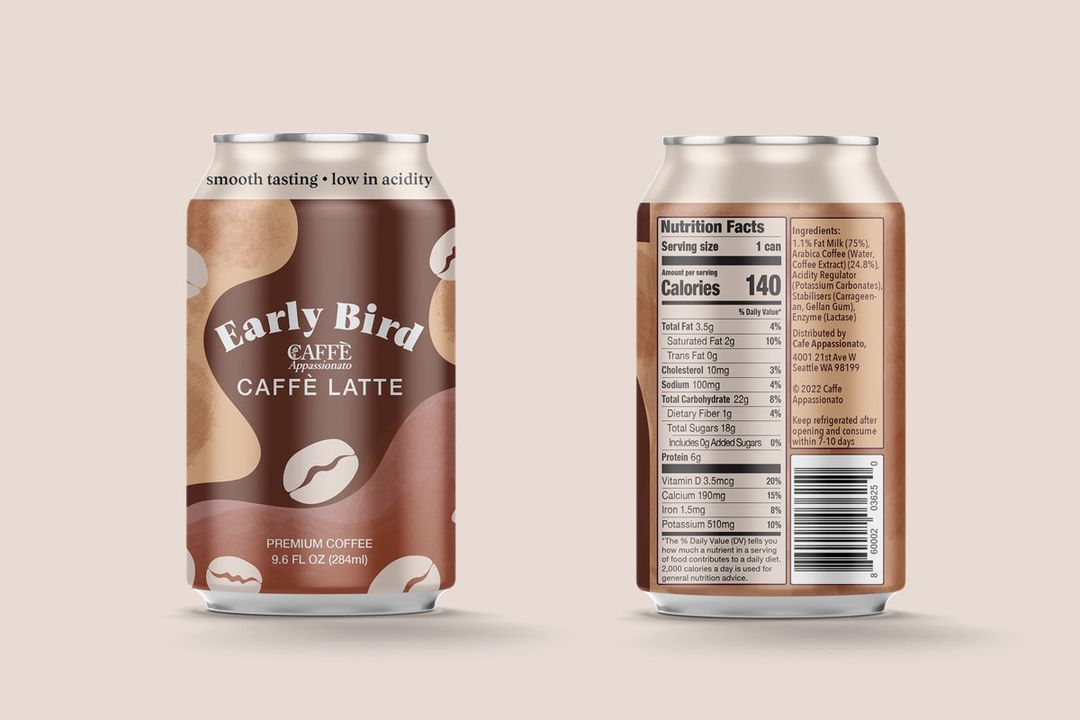 smooth tasting • low in acidity
Early Bird
CAFFÈ
Appassionato
CAFFÈ LATTE
PREMIUM COFFEE
9.6 FL OZ (284ml)
Nutrition Facts
Serving size 1 can
Amount per serving
Calories 140
% Daily Value*
Total Fat 3.5g 4%
Saturated Fat 2g 10%
Trans Fat 0g
Cholesterol 10mg 3%
Sodium 100mg 4%
Total Carbohydrate 22g 8%
Dietary Fiber 1g 4%
Total Sugars 18g
Includes 0g Added Sugars 0%
Protein 6g
Vitamin D 3.5mcg 20%
Calcium 190mg 15%
Iron 1.5mg 8%
Potassium 510mg 10%
*The % Daily Value (DV) tells you
how much a nutrient in a serving
of food contributes to a daily diet.
2,000 calories a day is used for
general nutrition advice.
Ingredients:
1.1% Fat Milk (75%),
Arabica Coffee (Water,
Coffee Extract) (24.8%),
Acidity Regulator
(Potassium Carbonates),
Stabilisers (Carrageen-
an, Gellan Gum),
Enzyme (Lactase)
Distributed by
Cafe Appassionato,
4001 21st Ave W
Seattle WA 98199
© 2022 Caffe
Appassionato
Keep refrigerated after
opening and consume
within 7-10 days
8 60002 03625 0